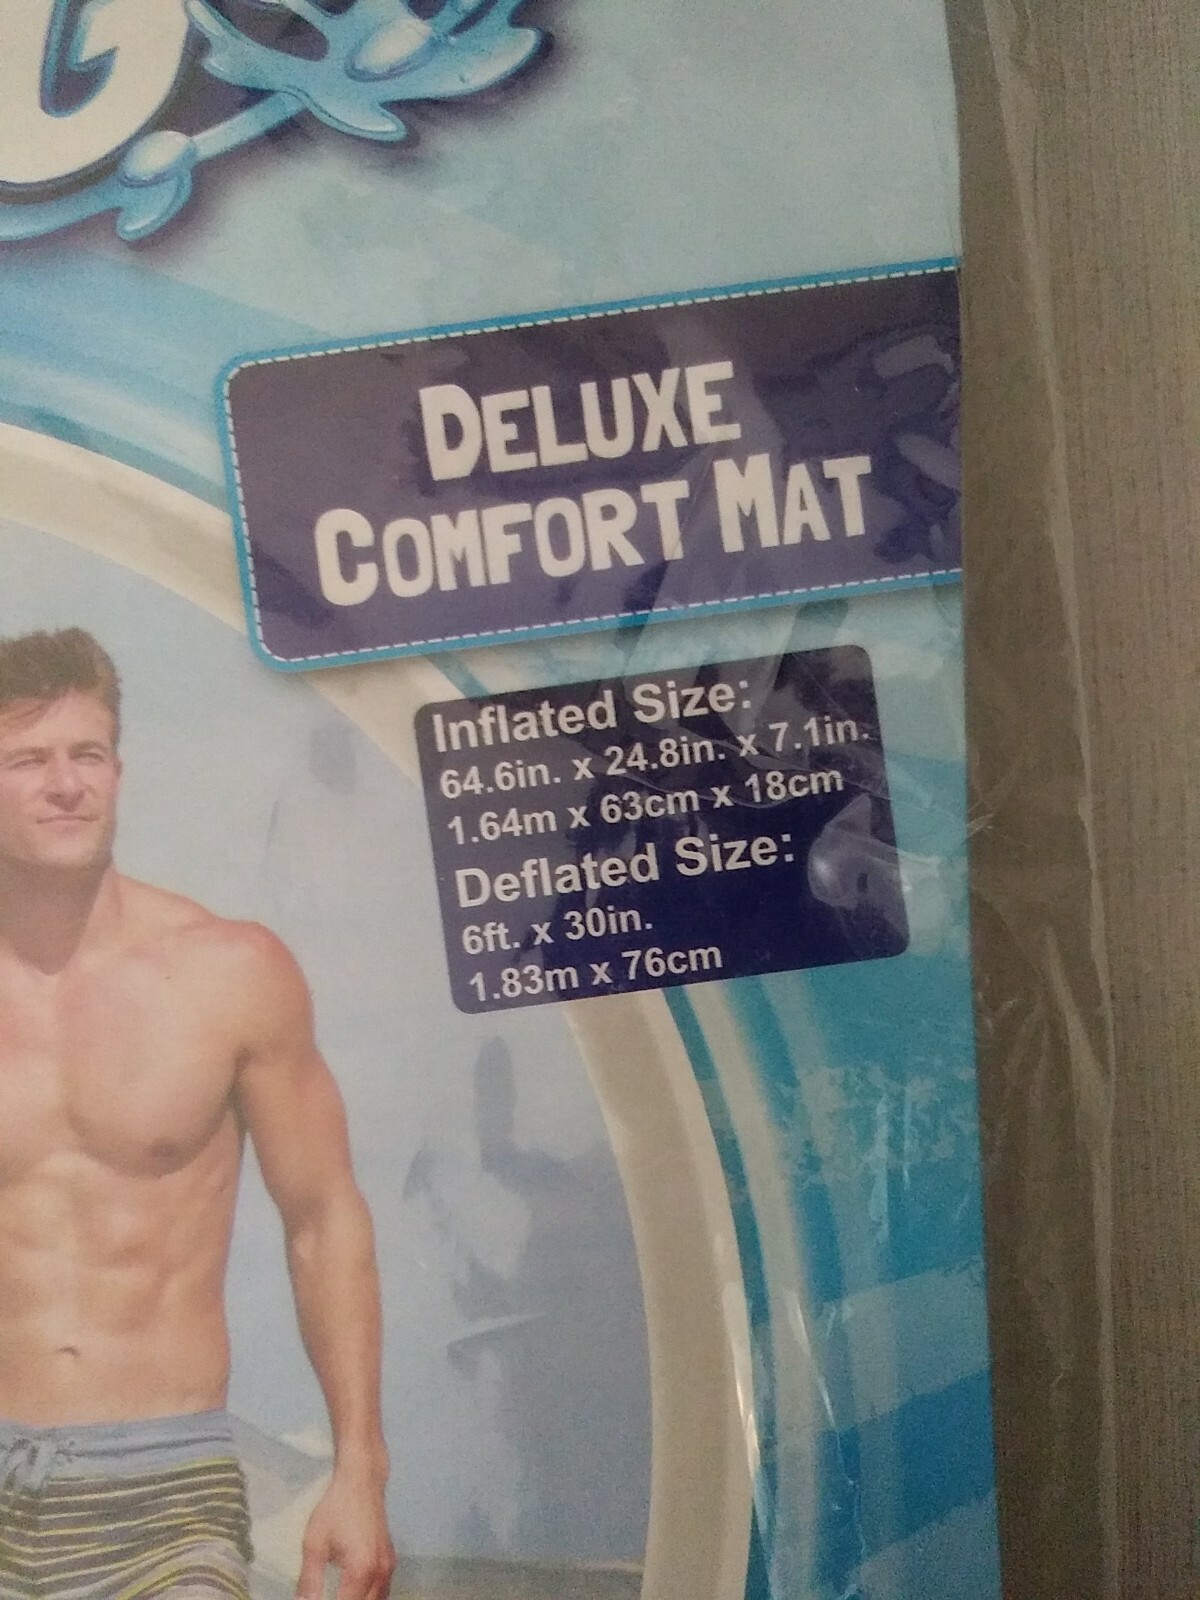 G
DELUXE
COMFORT MAT
Inflated Size:
64.6in. x 24.8in. x 7.1in.
1.64m x 63cm x 18cm
Deflated Size:
6ft. x 30in.
1.83m x 76cm